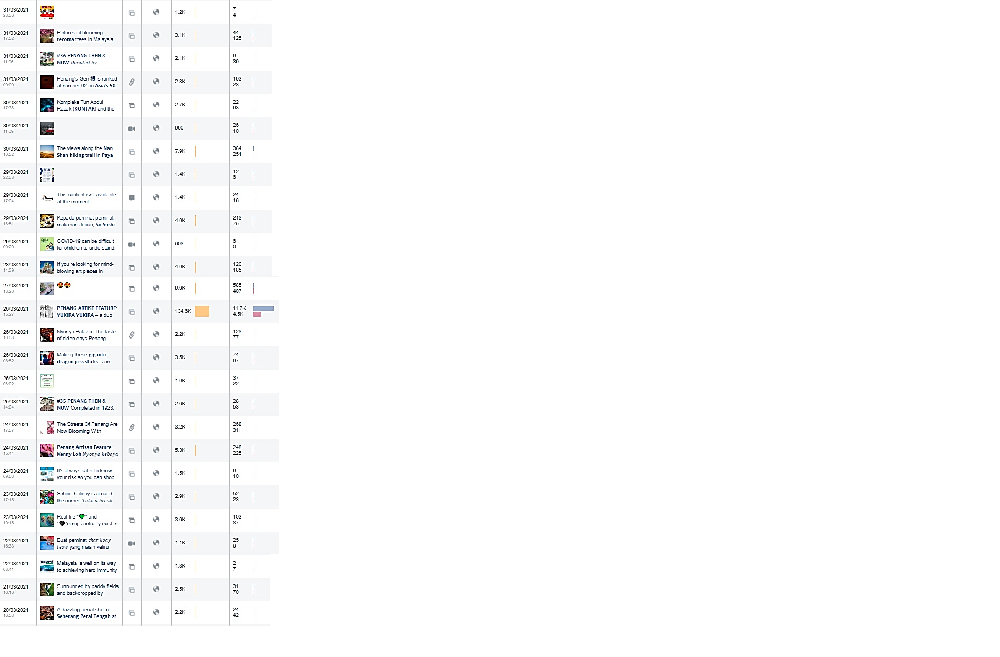 31/03/2021
23:36
1.2K
7
4
31/03/2021
17:52
Pictures of blooming
tecoma trees in Malaysia
3.1K
44
125
31/03/2021
11:06
#36 PENANG THEN &
NOW Donated by
2.1K
9
39
31/03/2021
09:00
Penang's Gēn 根 is ranked
at number 92 on Asia's 50
2.8K
193
28
30/03/2021
17:36
Kompleks Tun Abdul
Razak (KOMTAR) and the
2.7K
22
93
30/03/2021
11:09
990
26
10
30/03/2021
10:52
The views along the Nan
Shan hiking trail in Paya
7.9K
384
251
29/03/2021
22:38
1.4K
12
6
29/03/2021
17:04
This content isn't available
at the moment
1.4K
24
16
29/03/2021
16:51
Kepada peminat-peminat
makanan Jepun, So Sushi
4.9K
218
75
29/03/2021
09:29
COVID-19 can be difficult
for children to understand.
608
6
0
28/03/2021
14:39
If you're looking for mind-
blowing art pieces in
4.9K
120
185
27/03/2021
13:20
🤩🤩
9.6K
585
407
26/03/2021
15:27
PENANG ARTIST FEATURE:
YUKIRA YUKIRA – a duo
134.6K
11.7K
4.5K
26/03/2021
10:08
Nyonya Palazzo: the taste
of olden days Penang
2.2K
128
77
26/03/2021
08:52
Making these gigantic
dragon joss sticks is an
3.5K
74
97
26/03/2021
06:02
1.9K
37
22
25/03/2021
14:04
#35 PENANG THEN &
NOW Completed in 1923,
2.6K
28
58
24/03/2021
17:07
The Streets Of Penang Are
Now Blooming With
3.2K
268
311
24/03/2021
15:44
Penang Artisan Feature:
Kenny Loh Nyonya kebaya
5.3K
248
225
24/03/2021
09:03
It's always safer to know
your risk so you can shop
1.5K
9
10
23/03/2021
17:15
School holiday is around
the corner. Take a break
2.9K
52
28
23/03/2021
10:15
Real life "💚" and
"🖤"emojis actually exist in
3.6K
103
87
22/03/2021
15:33
Buat peminat char koay
teow yang masih keliru
1.1K
25
6
22/03/2021
08:41
Malaysia is well on its way
to achieving herd immunity
1.3K
2
7
21/03/2021
16:16
Surrounded by paddy fields
and backdropped by
2.5K
31
70
20/03/2021
16:53
A dazzling aerial shot of
Seberang Perai Tengah at
2.2K
24
42